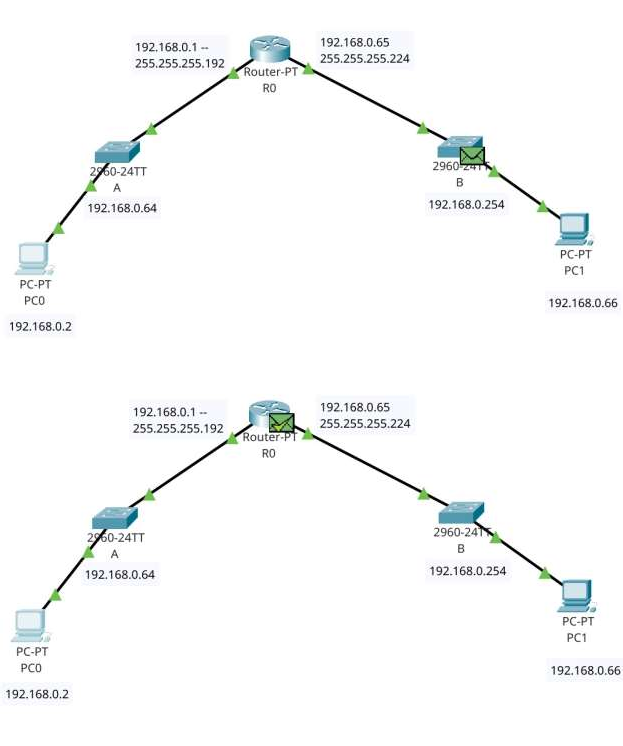 192.168.0.1 --
255.255.255.192
192.168.0.65
255.255.255.224
Router-PT
R0
2960-24TT
A
192.168.0.64
2960-24TT
B
192.168.0.254
PC-PT
PC0
192.168.0.2
PC-PT
PC1
192.168.0.66
192.168.0.1 --
255.255.255.192
192.168.0.65
255.255.255.224
Router-PT
R0
2960-24TT
A
192.168.0.64
2960-24TT
B
192.168.0.254
PC-PT
PC0
192.168.0.2
PC-PT
PC1
192.168.0.66